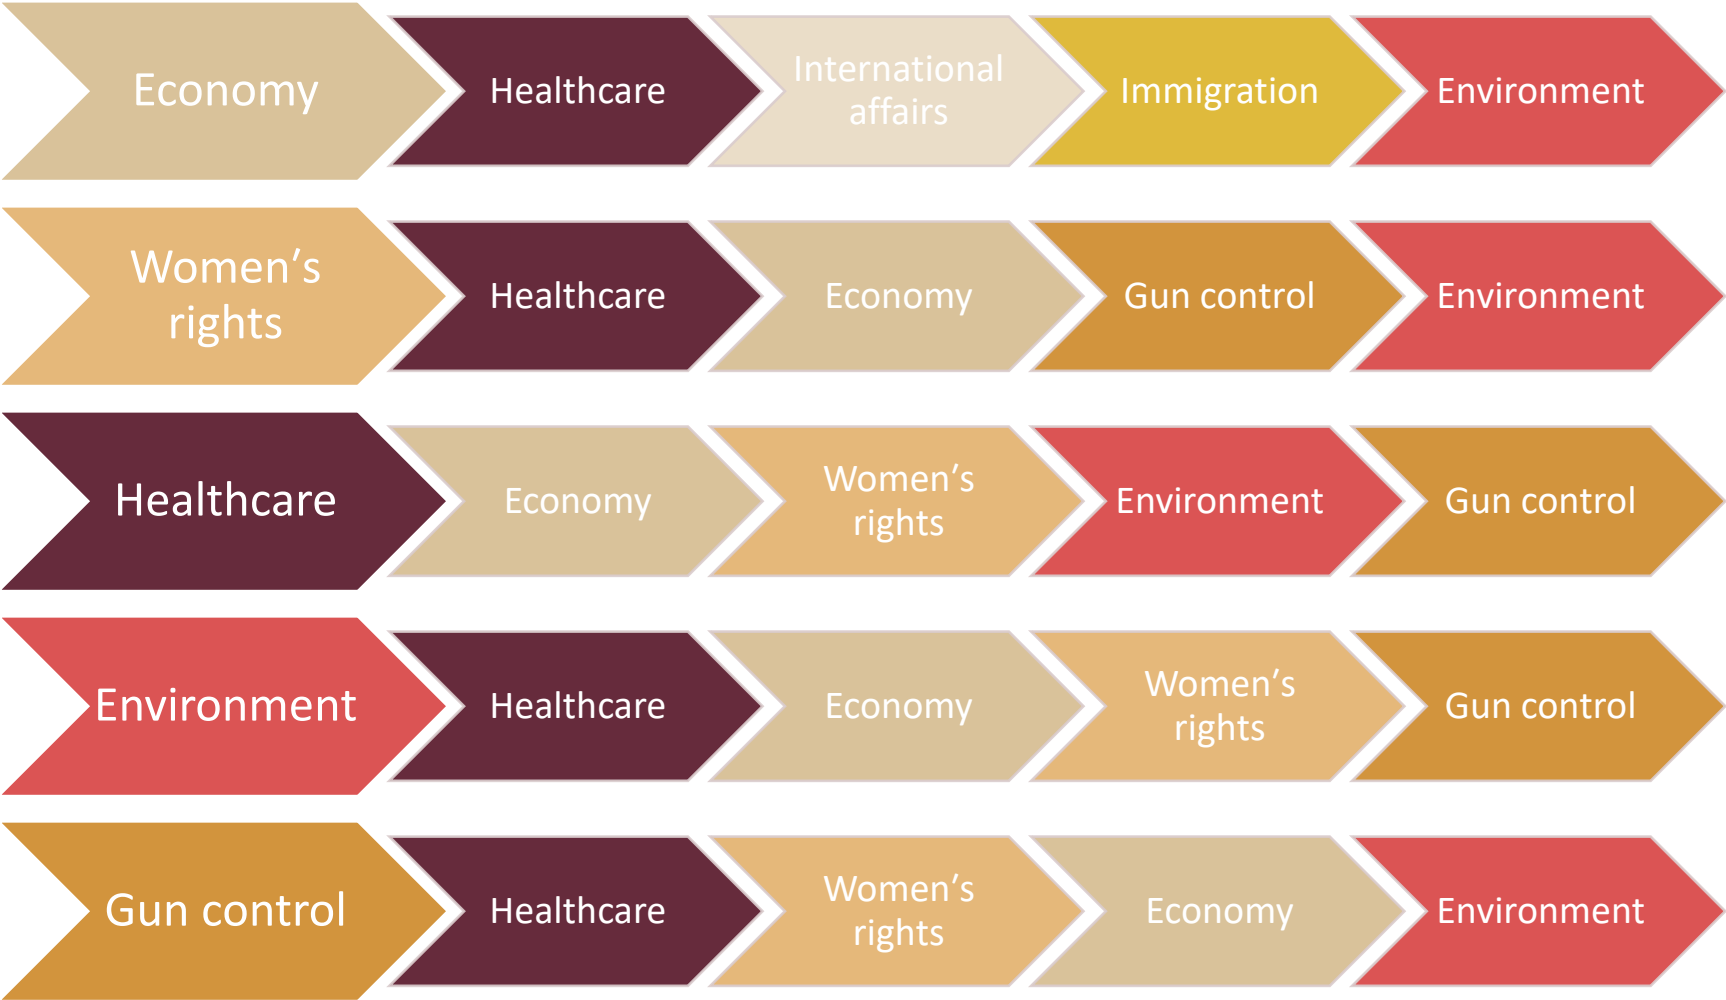 Economy
Healthcare
International
affairs
Immigration
Environment
Women’s
rights
Healthcare
Economy
Gun control
Environment
Healthcare
Economy
Women’s
rights
Environment
Gun control
Environment
Healthcare
Economy
Women’s
rights
Gun control
Gun control
Healthcare
Women’s
rights
Economy
Environment